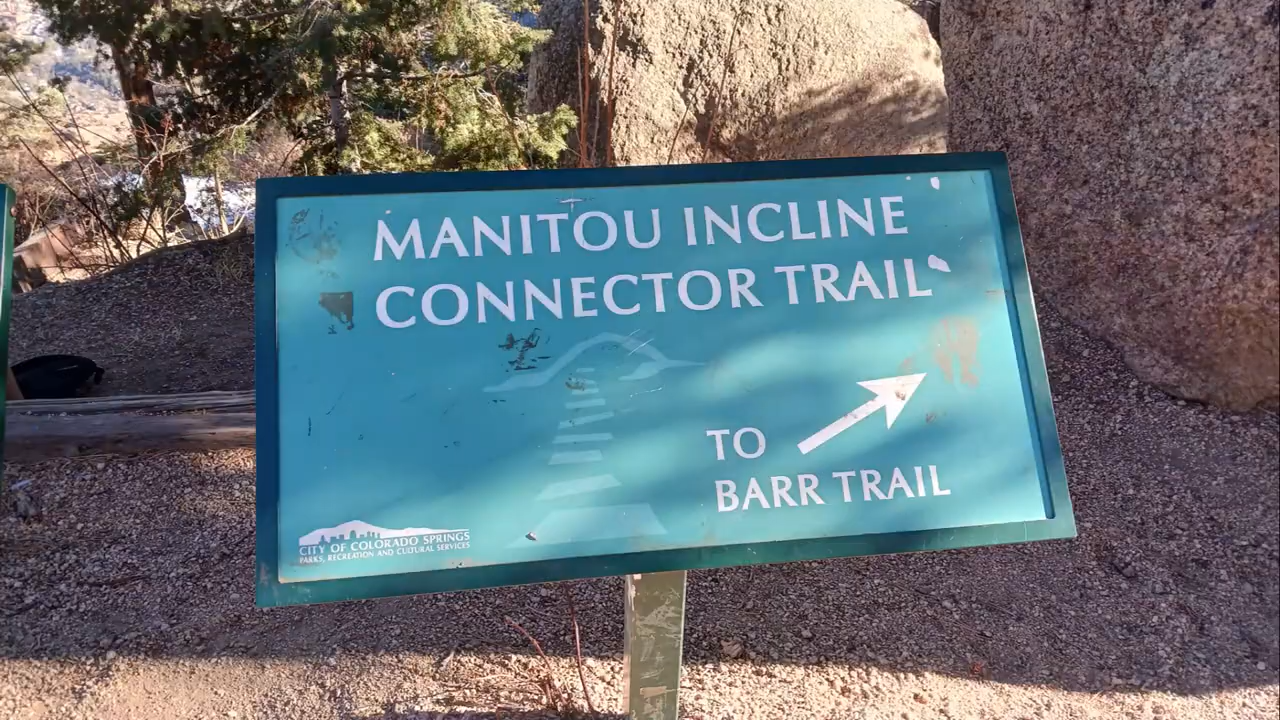 MANITOU INCLINE
CONNECTOR TRAIL
TO
BARR TRAIL
CITY OF COLORADO SPRINGS
PARKS, RECREATION AND CULTURAL SERVICES